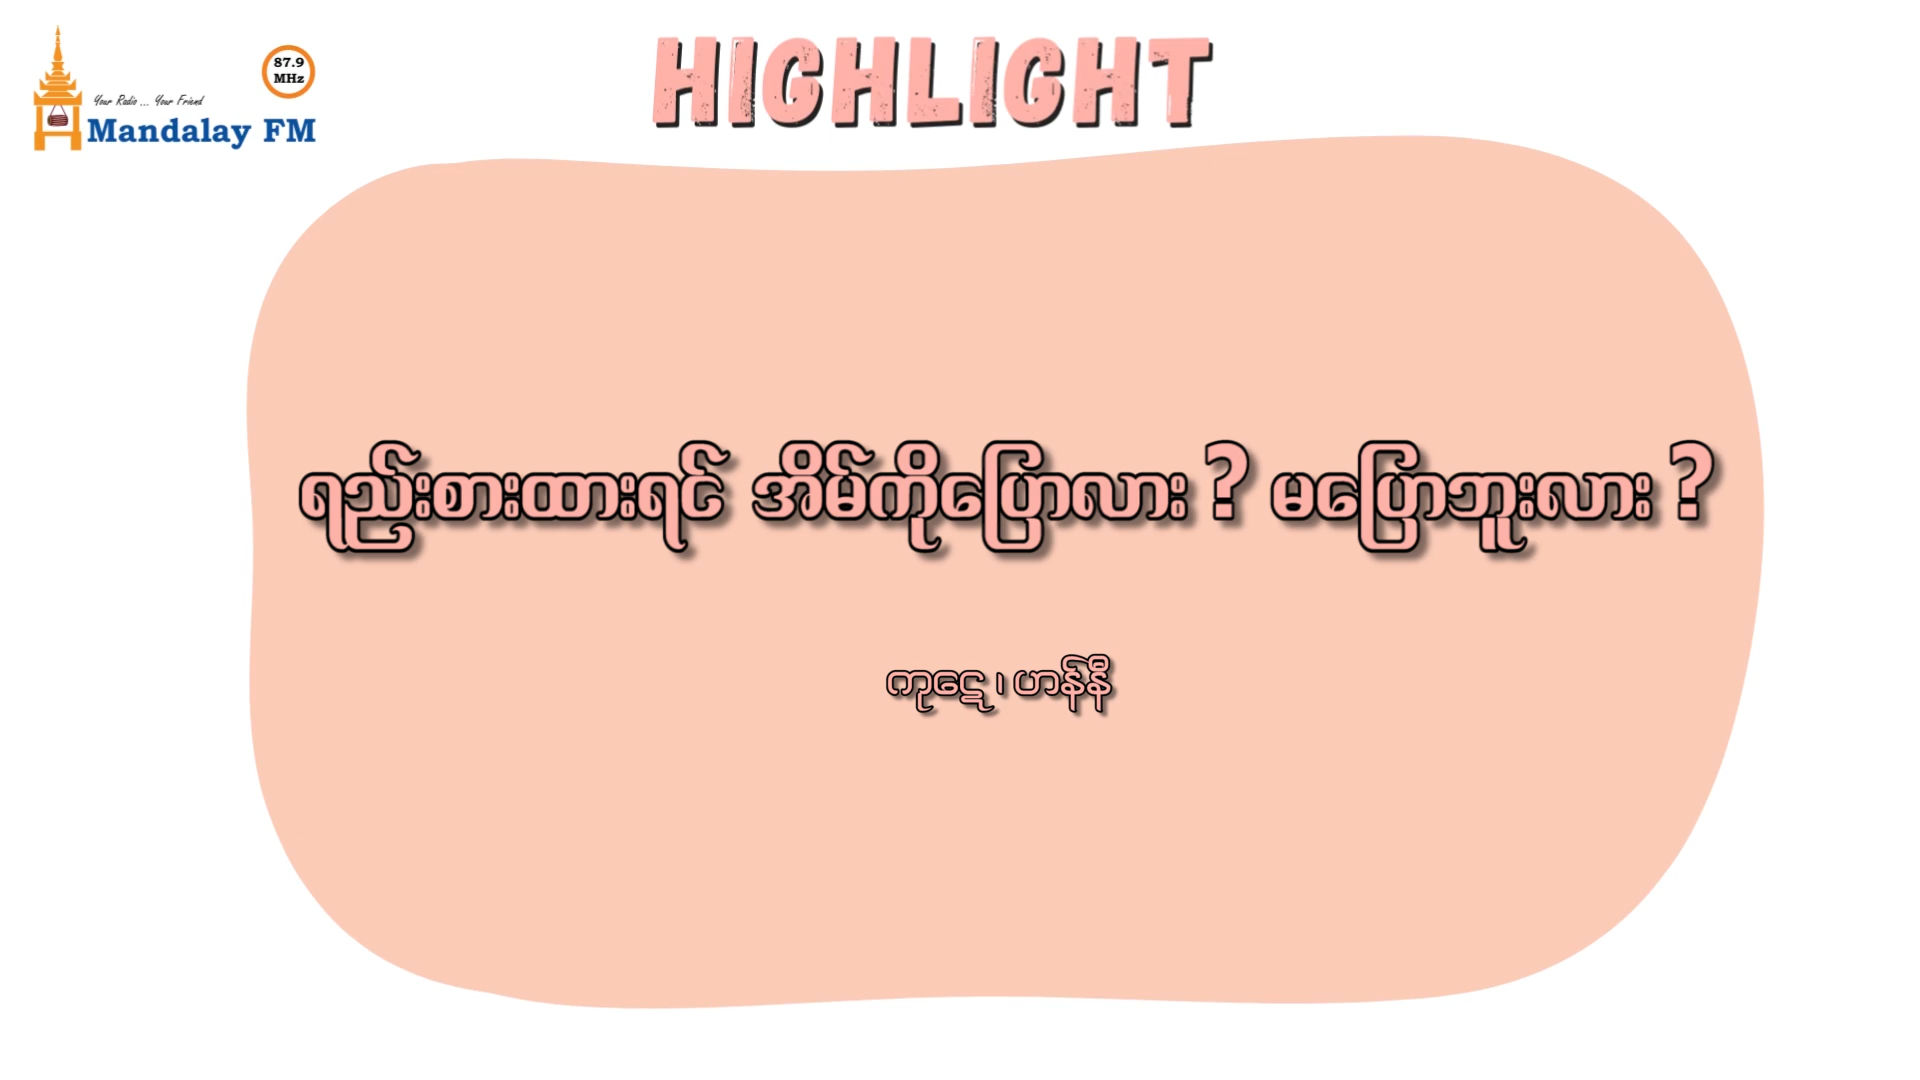 HIGHLIGHT
87.9
MHz
Your Radio ... Your Friend
Mandalay FM
ရည်းစားထားရင် အိမ်ကိုပြောလား ? မပြောဘူးလား ?
ကုဋေ ၊ ဟန်နီ